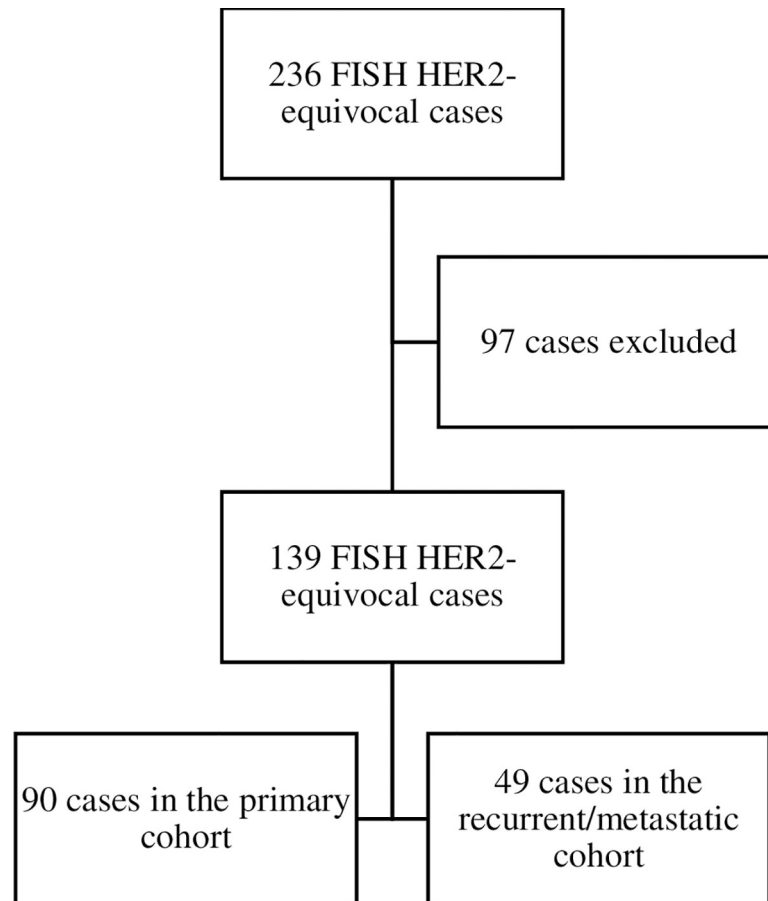 236 FISH HER2-
equivocal cases
97 cases excluded
139 FISH HER2-
equivocal cases
90 cases in the primary
cohort
49 cases in the
recurrent/metastatic
cohort